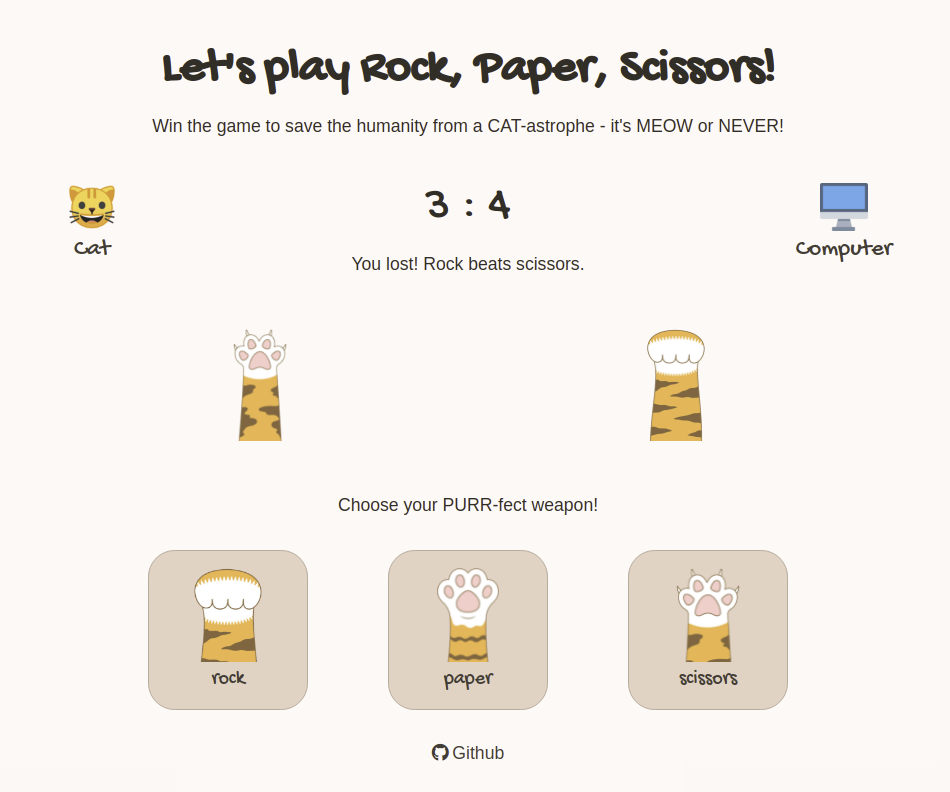 Let's play Rock, Paper, Scissors!
Win the game to save the humanity from a CAT-astrophe - it's MEOW or NEVER!
3 : 4
Cat
Computer
You lost! Rock beats scissors.
Choose your PURR-fect weapon!
rock
paper
scissors
Github